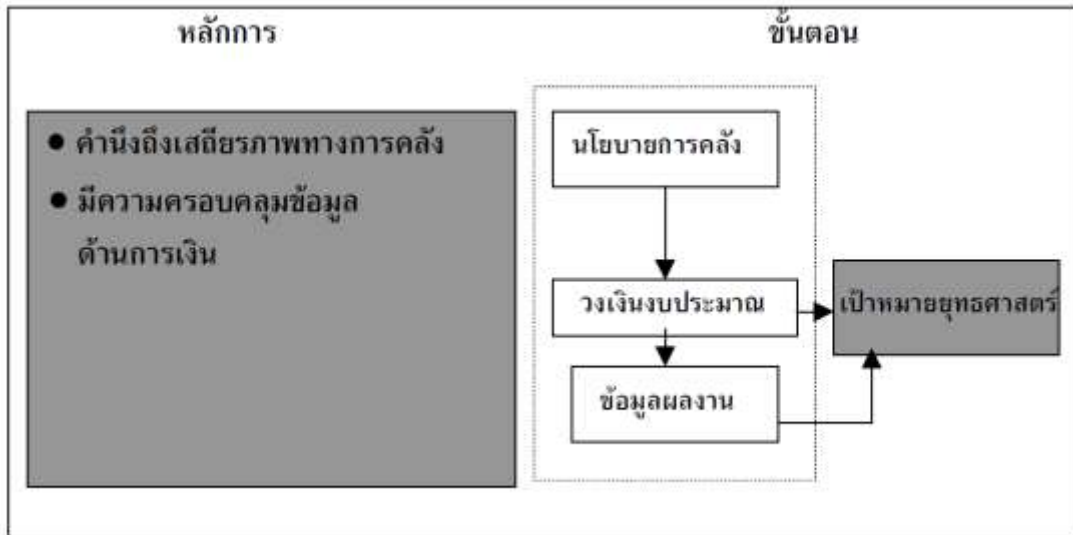 หลักการ
ขั้นตอน
● คำนึงถึงเสถียรภาพทางการคลัง
● มีความครอบคลุมข้อมูล
ด้านการเงิน
นโยบายการคลัง
วงเงินงบประมาณ
เป้าหมายยุทธศาสตร์
ข้อมูลผลงาน